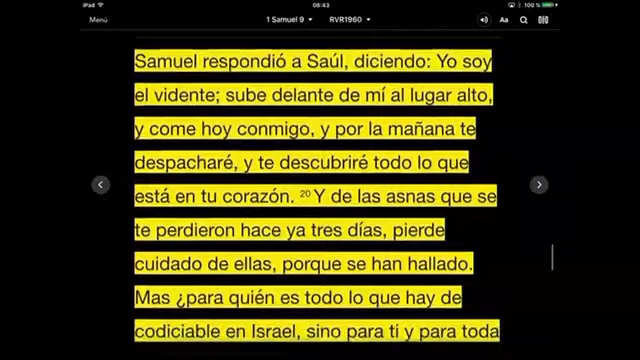 iPad
08:43
100 %
Menú
1 Samuel 9
RVR1960
Aa
Samuel respondió a Saúl, diciendo: Yo soy
el vidente; sube delante de mí al lugar alto,
y come hoy conmigo, y por la mañana te
despacharé, y te descubriré todo lo que
está en tu corazón. 20 Y de las asnas que se
te perdieron hace ya tres días, pierde
cuidado de ellas, porque se han hallado.
Mas ¿para quién es todo lo que hay de
codiciable en Israel, sino para ti y para toda